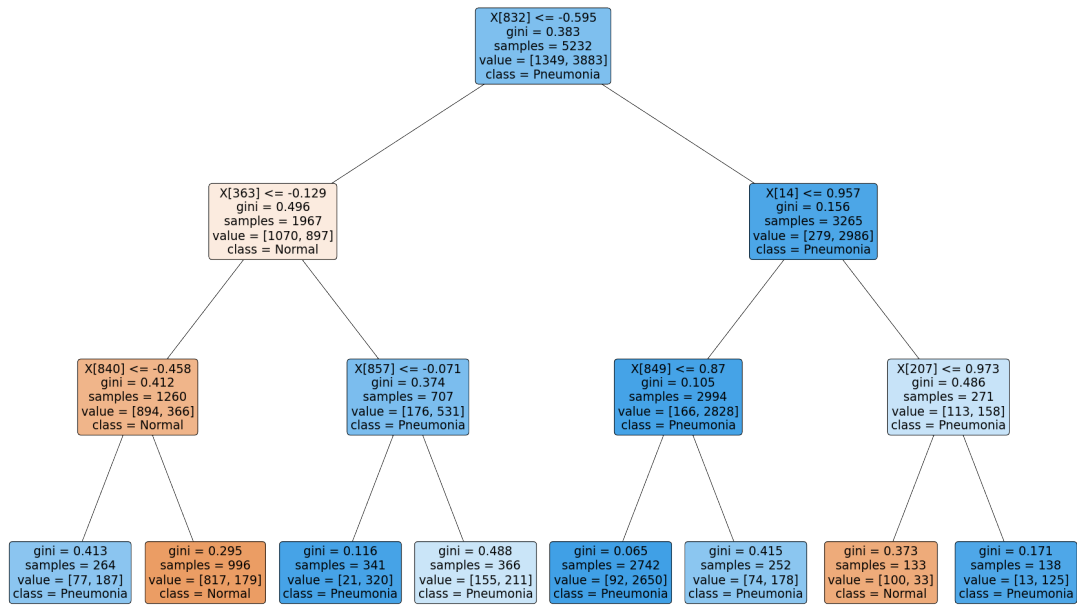 X[832] <= -0.595
gini = 0.383
samples = 5232
value = [1349, 3883]
class = Pneumonia
X[363] <= -0.129
gini = 0.496
samples = 1967
value = [1070, 897]
class = Normal
X[14] <= 0.957
gini = 0.156
samples = 3265
value = [279, 2986]
class = Pneumonia
X[840] <= -0.458
gini = 0.412
samples = 1260
value = [894, 366]
class = Normal
X[857] <= -0.071
gini = 0.374
samples = 707
value = [176, 531]
class = Pneumonia
X[849] <= 0.87
gini = 0.105
samples = 2994
value = [166, 2828]
class = Pneumonia
X[207] <= 0.973
gini = 0.486
samples = 271
value = [113, 158]
class = Pneumonia
gini = 0.413
samples = 264
value = [77, 187]
class = Pneumonia
gini = 0.295
samples = 996
value = [817, 179]
class = Normal
gini = 0.116
samples = 341
value = [21, 320]
class = Pneumonia
gini = 0.488
samples = 366
value = [155, 211]
class = Pneumonia
gini = 0.065
samples = 2742
value = [92, 2650]
class = Pneumonia
gini = 0.415
samples = 252
value = [74, 178]
class = Pneumonia
gini = 0.373
samples = 133
value = [100, 33]
class = Normal
gini = 0.171
samples = 138
value = [13, 125]
class = Pneumonia